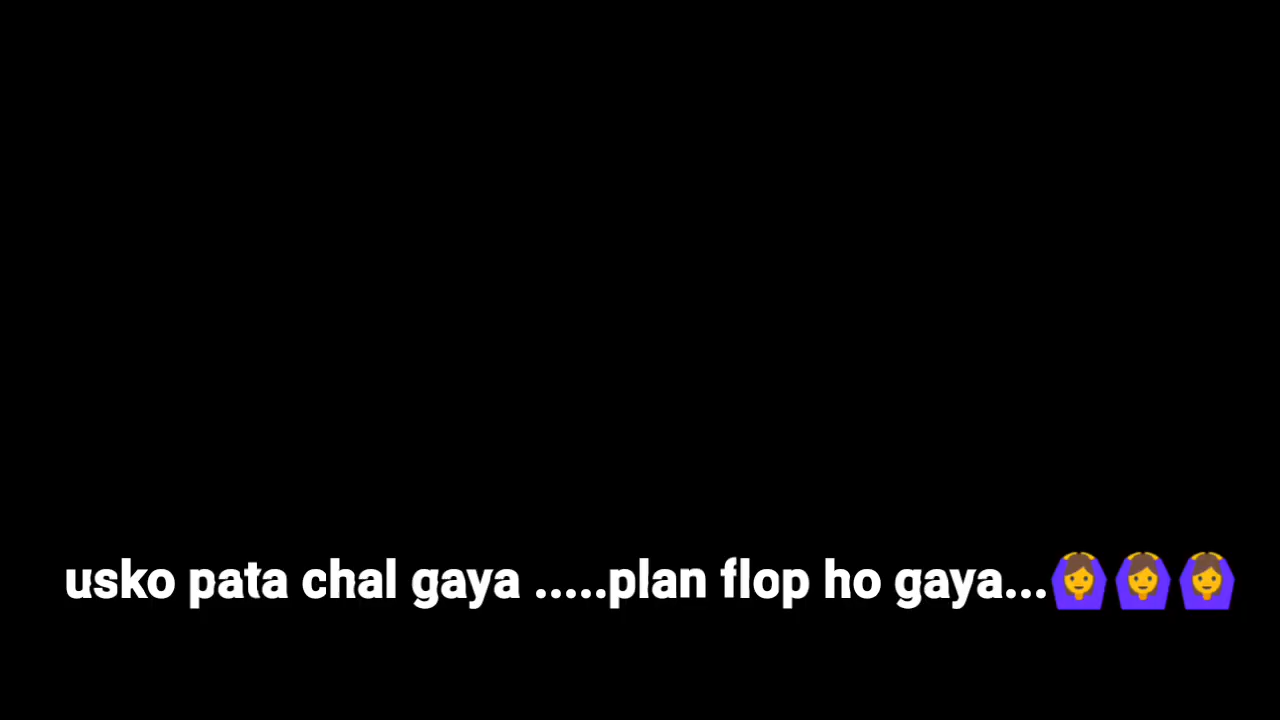 usko pata chal gaya .....plan flop ho gaya...🙆‍♀️🙆‍♀️🙆‍♀️